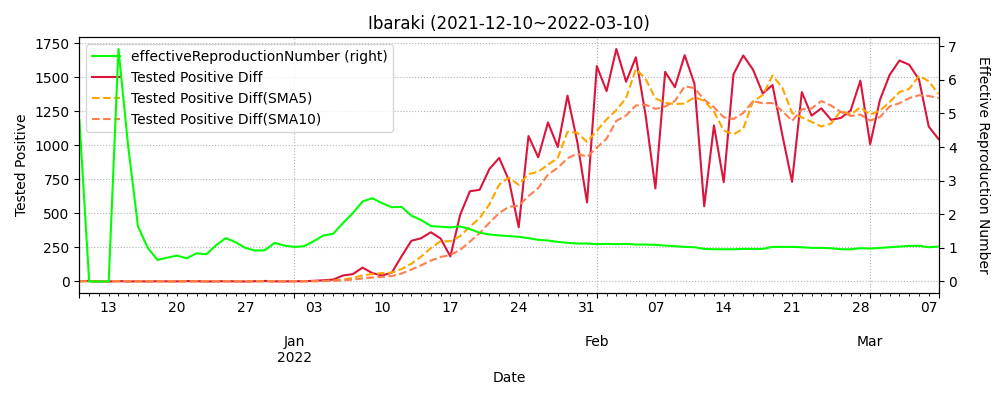 Ibaraki (2021-12-10~2022-03-10)
effectiveReproductionNumber (right)
Tested Positive Diff
Tested Positive Diff(SMA5)
Tested Positive Diff(SMA10)
Tested Positive
1750
1500
1250
1000
750
500
250
0
Effective Reproduction Number
7
6
5
4
3
2
1
0
13 20 27 03 10 17 24 31 07 14 21 28 07
Jan Feb Mar
2022
Date